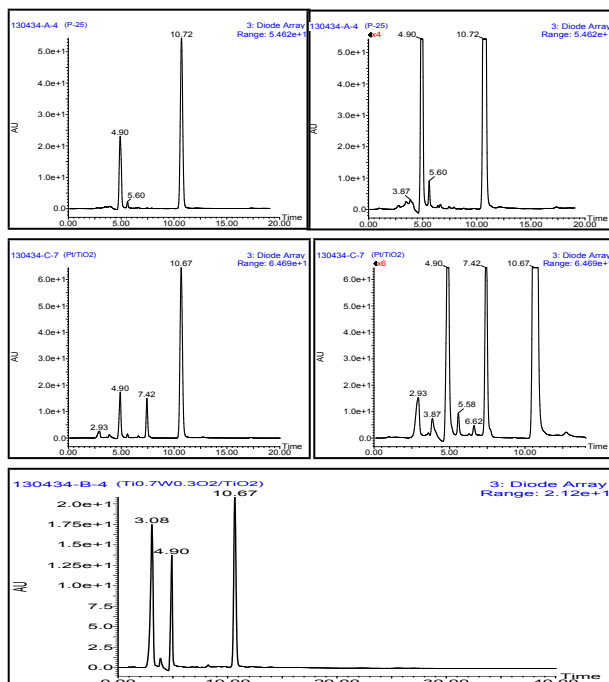 130434-A-4 (P-25)
3: Diode Array
Range: 5.462e+1
10.72
5.0e+1
4.0e+1
AU
3.0e+1
4.90
2.0e+1
1.0e+1
5.60
0.0
0.00 5.00 10.00 15.00 20.00
Time
130434-A-4 (P-25)
3: Diode Array
Range: 5.462e+1
x4
4.90 10.72
5.0e+1
4.0e+1
AU
3.0e+1
2.0e+1
1.0e+1
3.87 5.60
0.0
0.00 5.00 10.00 15.00 20.00
Time
130434-C-7 (Pt/TiO2)
3: Diode Array
Range: 6.469e+1
10.67
6.0e+1
5.0e+1
4.0e+1
AU
3.0e+1
2.0e+1
4.90 7.42
1.0e+1
2.93
0.0
0.00 5.00 10.00 15.00 20.00
Time
130434-C-7 (Pt/TiO2)
3: Diode Array
Range: 6.469e+1
x6
4.90 7.42 10.67
6.0e+1
5.0e+1
4.0e+1
AU
3.0e+1
2.0e+1
2.93
1.0e+1
3.87 5.58 6.62
0.0
0.00 5.00 10.00
Time
130434-B-4 (Ti0.7W0.3O2/TiO2)
3: Diode Array
Range: 2.12e+1
10.67
2.0e+1
3.08
1.75e+1
1.5e+1
4.90
1.25e+1
AU
1.0e+1
7.5
5.0
2.5
0.0
Time
0.00 10.00 20.00 30.00 40.00